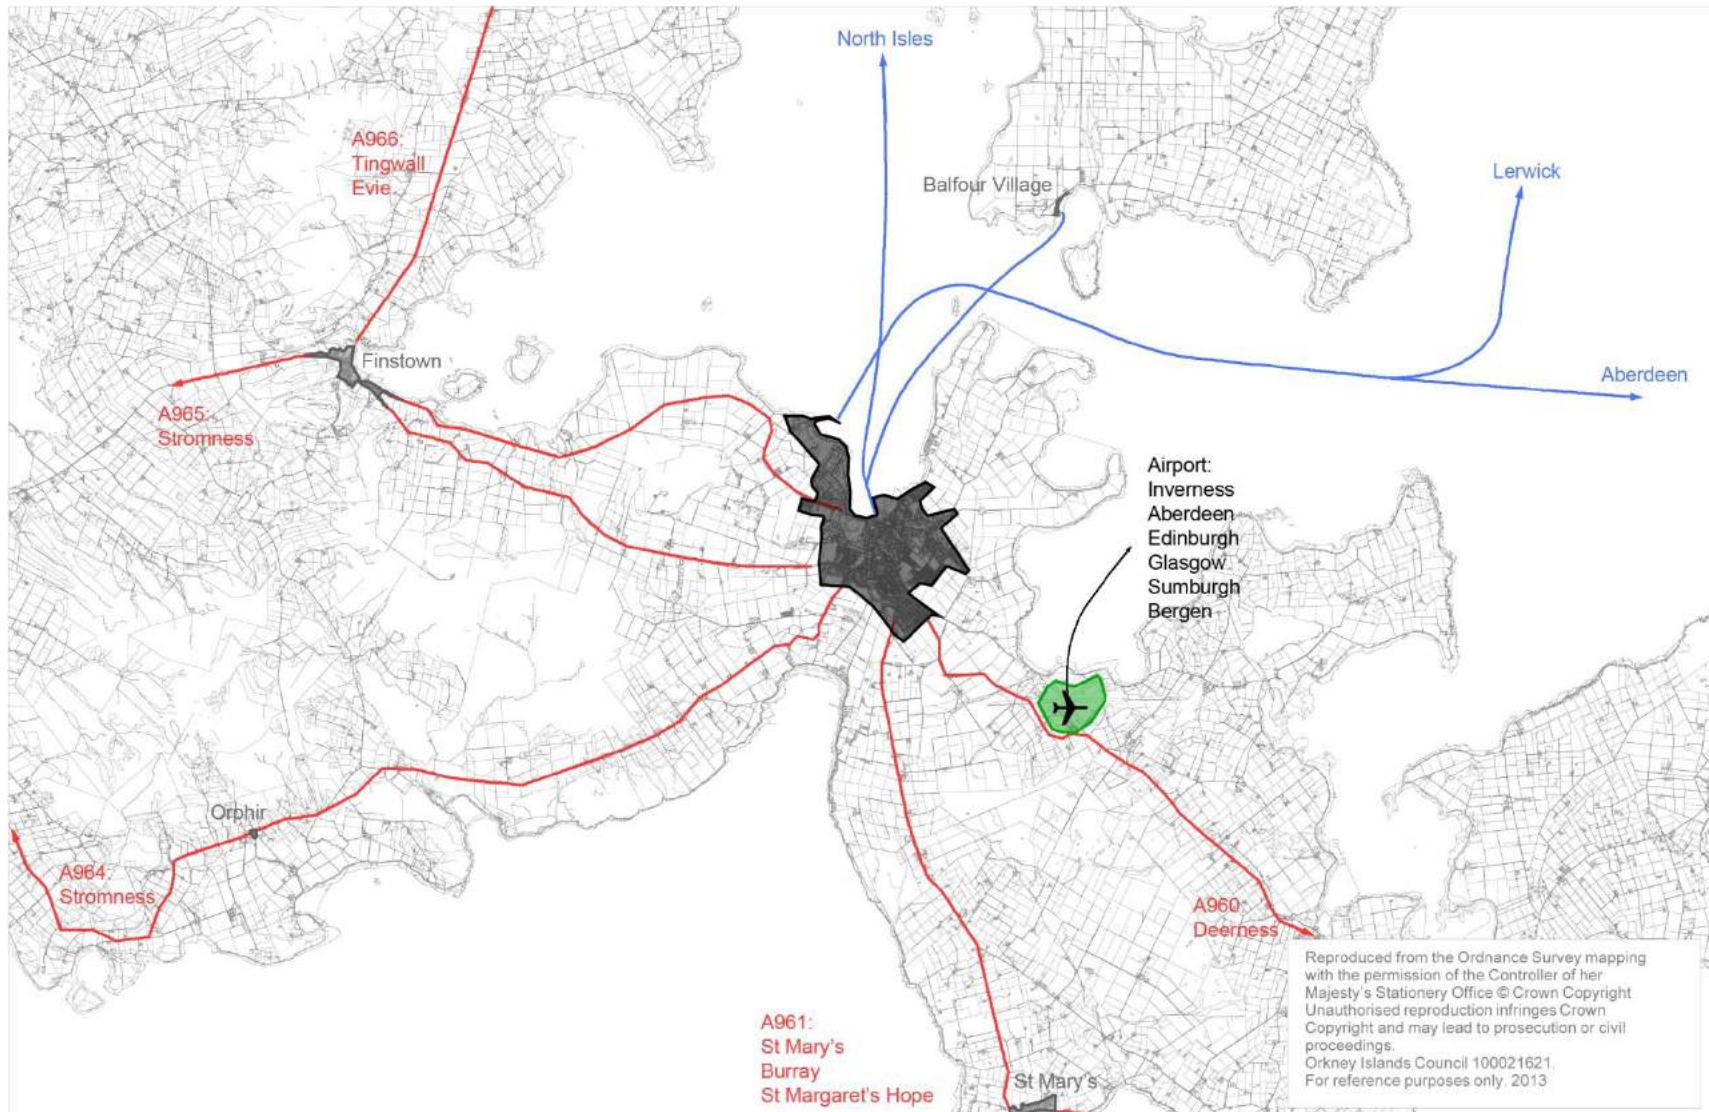 North Isles
A966:
Tingwall
Evie
Balfour Village
Lerwick
Finstown
Aberdeen
A965:
Stromness
Airport:
Inverness
Aberdeen
Edinburgh
Glasgow
Sumburgh
Bergen
Orphir
A964:
Stromness
A960:
Deerness
A961:
St Mary's
Burray
St Margaret's Hope
St Mary's
Reproduced from the Ordnance Survey mapping
with the permission of the Controller of her
Majesty's Stationery Office © Crown Copyright
Unauthorised reproduction infringes Crown
Copyright and may lead to prosecution or civil
proceedings.
Orkney Islands Council 100021621.
For reference purposes only. 2013